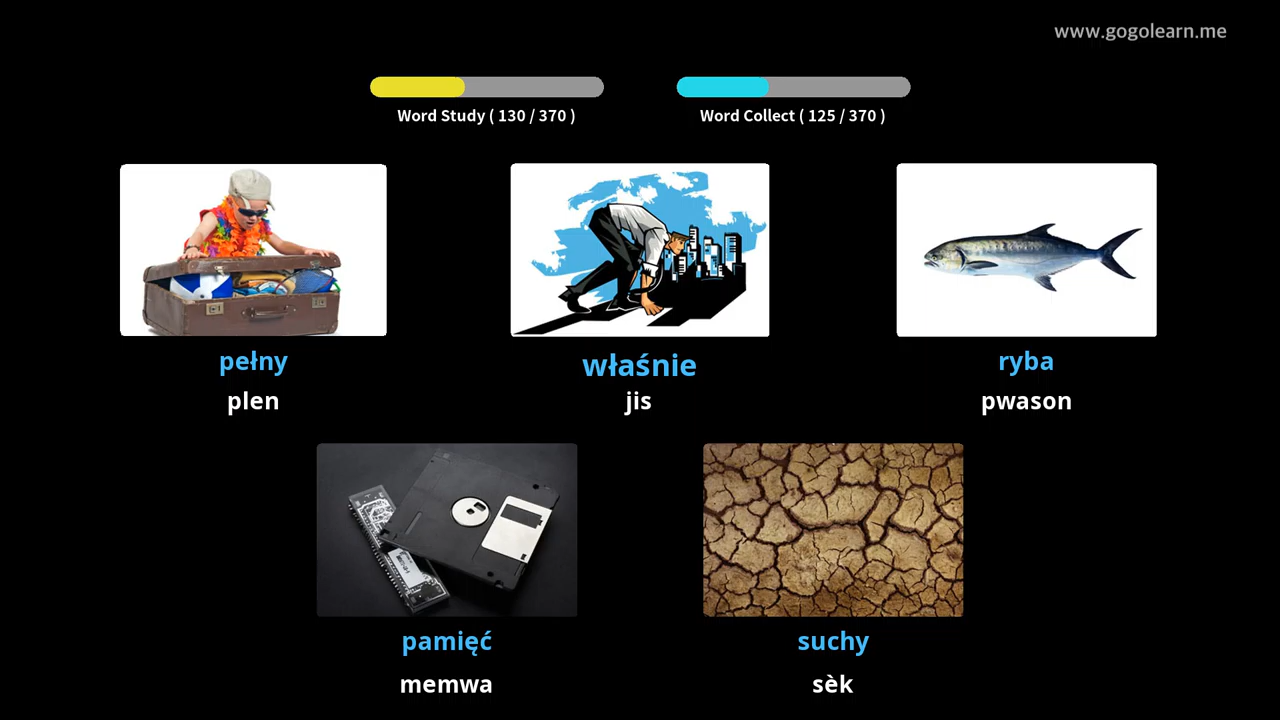 www.gogolearn.me
Word Study ( 130 / 370 )
Word Collect ( 125 / 370 )
pełny
właśnie
ryba
plen
jis
pwason
pamięć
suchy
memwa
sèk